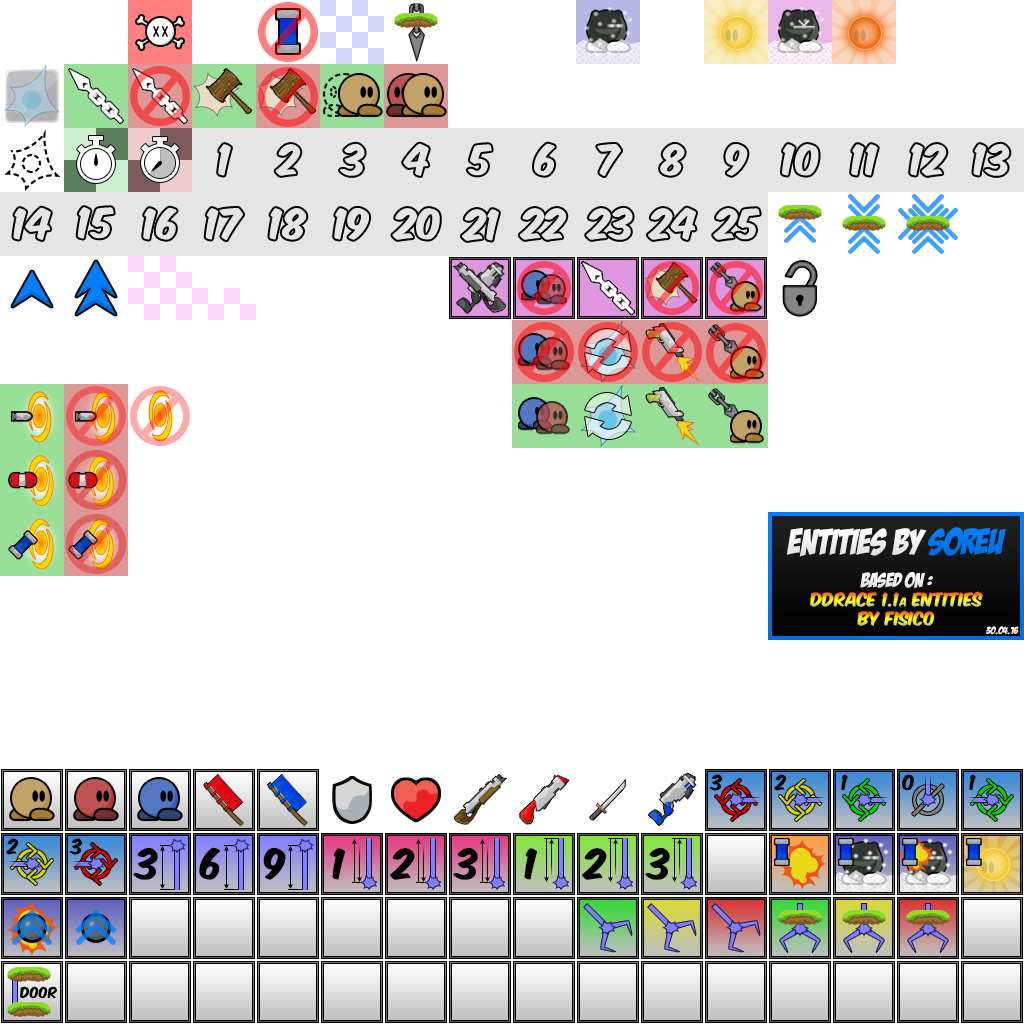 1 2 3 4 5 6 7 8 9 10 11 12 13
14 15 16 17 18 19 20 21 22 23 24 25
ENTITIES BY SOREU
BASED ON :
DDRACE 1.1A ENTITIES
BY FISICO
30.04.16
3 2 1 0 1
2 3 3 6 9 1 2 3 1 2 3
DOOR